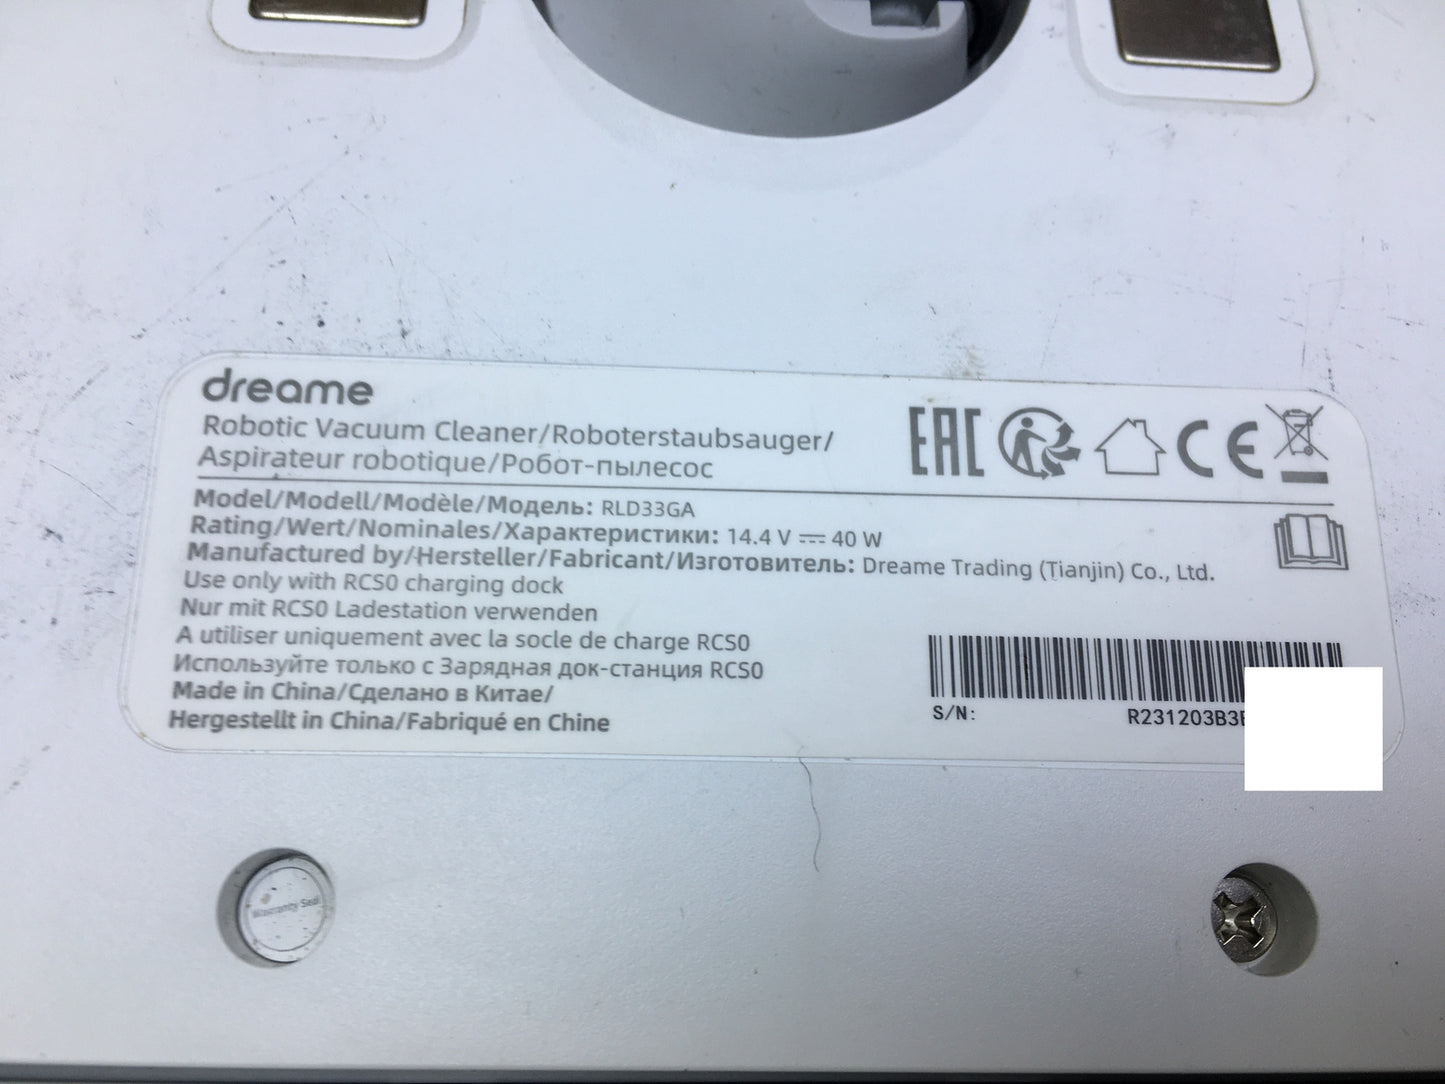 dreame
Robotic Vacuum Cleaner/Roboterstaubsauger/
Aspirateur robotique/Робот-пылесос
EAC
CE
Model/Modell/Modèle/Модель: RLD33GA
Rating/Wert/Nominales/Характеристики: 14.4 V ⎓ 40 W
Manufactured by/Hersteller/Fabricant/Изготовитель: Dreame Trading (Tianjin) Co., Ltd.
Use only with RCS0 charging dock
Nur mit RCS0 Ladestation verwenden
A utiliser uniquement avec la socle de charge RCS0
Используйте только с Зарядная док-станция RCS0
Made in China/Сделано в Китае/
Hergestellt in China/Fabriqué en Chine
S/N: R231203B3
Warranty Seal